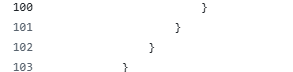 100                          }
101                      }
102                  }
103              }